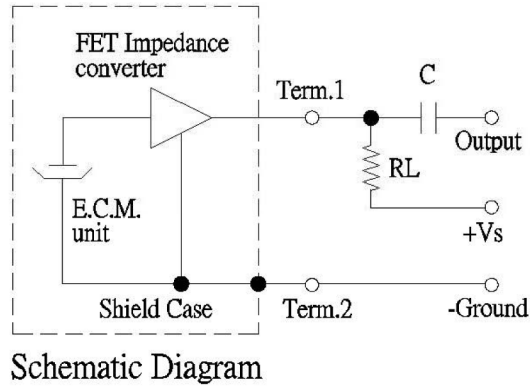 FET Impedance
converter
Term.1
C
Output
RL
E.C.M.
unit
+Vs
Shield Case
Term.2
-Ground
Schematic Diagram